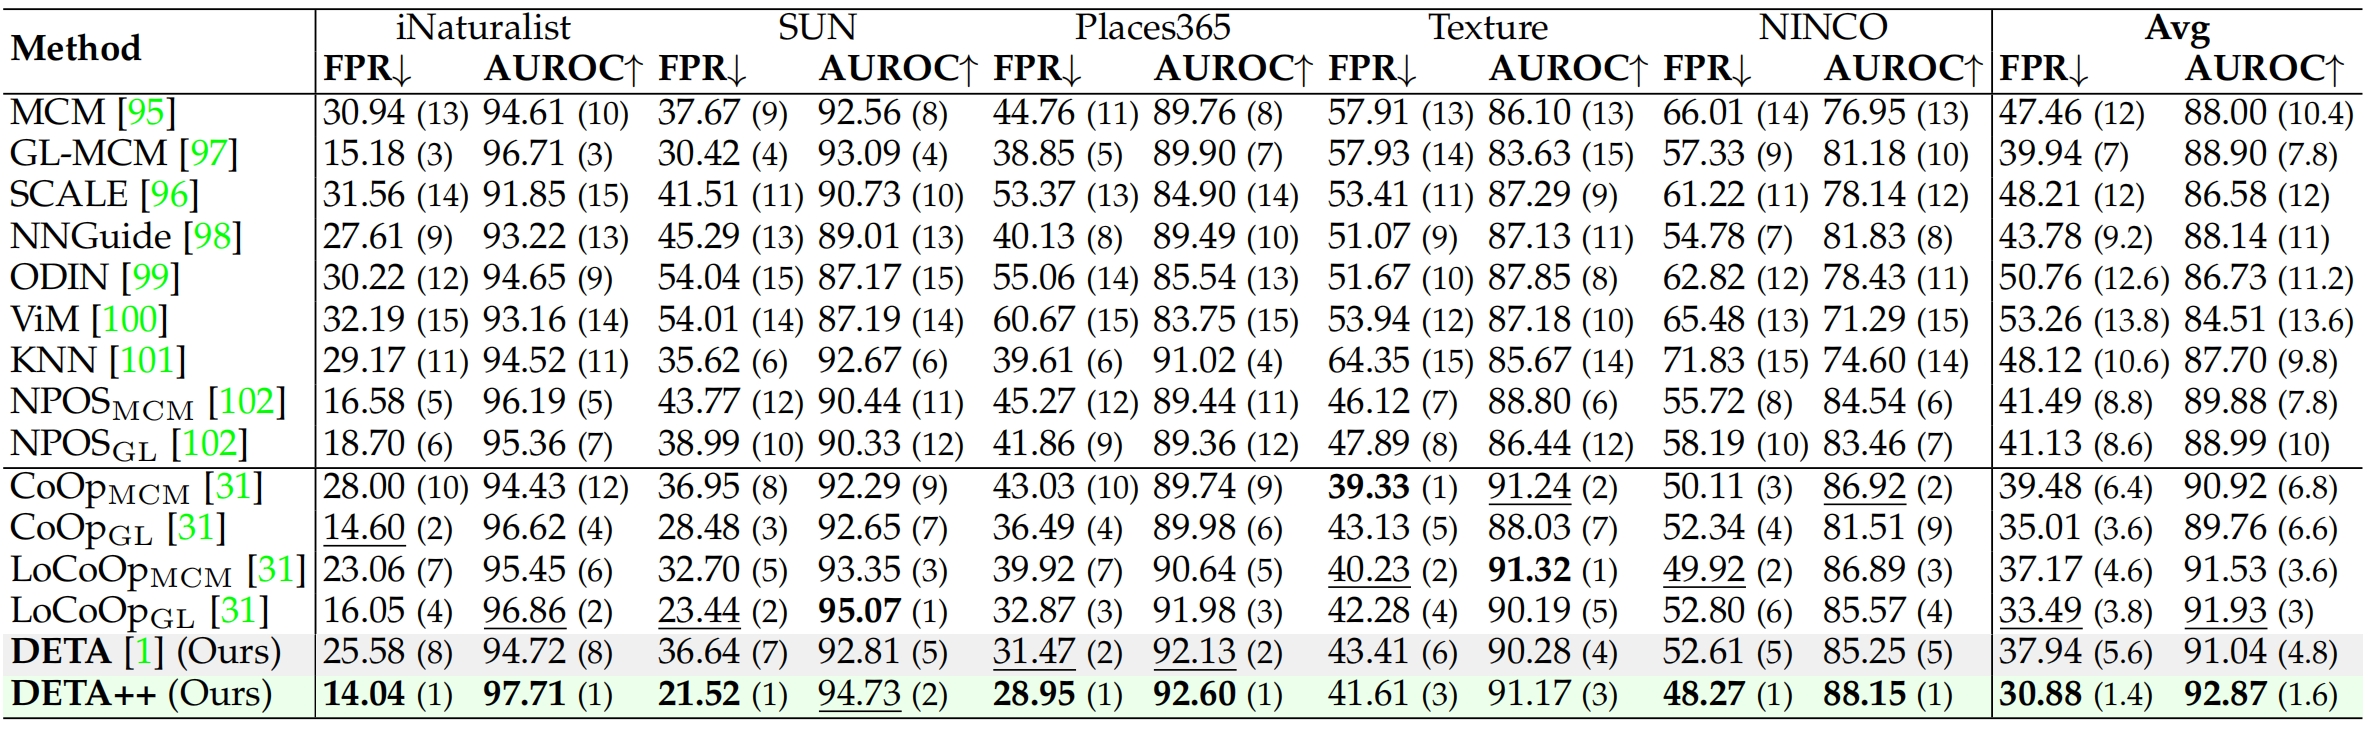 Method iNaturalist SUN Places365 Texture NINCO Avg
FPR↓ AUROC↑ FPR↓ AUROC↑ FPR↓ AUROC↑ FPR↓ AUROC↑ FPR↓ AUROC↑ FPR↓ AUROC↑
MCM [95] 30.94 (13) 94.61 (10) 37.67 (9) 92.56 (8) 44.76 (11) 89.76 (8) 57.91 (13) 86.10 (13) 66.01 (14) 76.95 (13) 47.46 (12) 88.00 (10.4)
GL-MCM [97] 15.18 (3) 96.71 (3) 30.42 (4) 93.09 (4) 38.85 (5) 89.90 (7) 57.93 (14) 83.63 (15) 57.33 (9) 81.18 (10) 39.94 (7) 88.90 (7.8)
SCALE [96] 31.56 (14) 91.85 (15) 41.51 (11) 90.73 (10) 53.37 (13) 84.90 (14) 53.41 (11) 87.29 (9) 61.22 (11) 78.14 (12) 48.21 (12) 86.58 (12)
NNGuide [98] 27.61 (9) 93.22 (13) 45.29 (13) 89.01 (13) 40.13 (8) 89.49 (10) 51.07 (9) 87.13 (11) 54.78 (7) 81.83 (8) 43.78 (9.2) 88.14 (11)
ODIN [99] 30.22 (12) 94.65 (9) 54.04 (15) 87.17 (15) 55.06 (14) 85.54 (13) 51.67 (10) 87.85 (8) 62.82 (12) 78.43 (11) 50.76 (12.6) 86.73 (11.2)
ViM [100] 32.19 (15) 93.16 (14) 54.01 (14) 87.19 (14) 60.67 (15) 83.75 (15) 53.94 (12) 87.18 (10) 65.48 (13) 71.29 (15) 53.26 (13.8) 84.51 (13.6)
KNN [101] 29.17 (11) 94.52 (11) 35.62 (6) 92.67 (6) 39.61 (6) 91.02 (4) 64.35 (15) 85.67 (14) 71.83 (15) 74.60 (14) 48.12 (10.6) 87.70 (9.8)
NPOS_MCM [102] 16.58 (5) 96.19 (5) 43.77 (12) 90.44 (11) 45.27 (12) 89.44 (11) 46.12 (7) 88.80 (6) 55.72 (8) 84.54 (6) 41.49 (8.8) 89.88 (7.8)
NPOS_GL [102] 18.70 (6) 95.36 (7) 38.99 (10) 90.33 (12) 41.86 (9) 89.36 (12) 47.89 (8) 86.44 (12) 58.19 (10) 83.46 (7) 41.13 (8.6) 88.99 (10)
CoOp_MCM [31] 28.00 (10) 94.43 (12) 36.95 (8) 92.29 (9) 43.03 (10) 89.74 (9) 39.33 (1) 91.24 (2) 50.11 (3) 86.92 (2) 39.48 (6.4) 90.92 (6.8)
CoOp_GL [31] 14.60 (2) 96.62 (4) 28.48 (3) 92.65 (7) 36.49 (4) 89.98 (6) 43.13 (5) 88.03 (7) 52.34 (4) 81.51 (9) 35.01 (3.6) 89.76 (6.6)
LoCoOp_MCM [31] 23.06 (7) 95.45 (6) 32.70 (5) 93.35 (3) 39.92 (7) 90.64 (5) 40.23 (2) 91.32 (1) 49.92 (2) 86.89 (3) 37.17 (4.6) 91.53 (3.6)
LoCoOp_GL [31] 16.05 (4) 96.86 (2) 23.44 (2) 95.07 (1) 32.87 (3) 91.98 (3) 42.28 (4) 90.19 (5) 52.80 (6) 85.57 (4) 33.49 (3.8) 91.93 (3)
DETA [1] (Ours) 25.58 (8) 94.72 (8) 36.64 (7) 92.81 (5) 31.47 (2) 92.13 (2) 43.41 (6) 90.28 (4) 52.61 (5) 85.25 (5) 37.94 (5.6) 91.04 (4.8)
DETA++ (Ours) 14.04 (1) 97.71 (1) 21.52 (1) 94.73 (2) 28.95 (1) 92.60 (1) 41.61 (3) 91.17 (3) 48.27 (1) 88.15 (1) 30.88 (1.4) 92.87 (1.6)